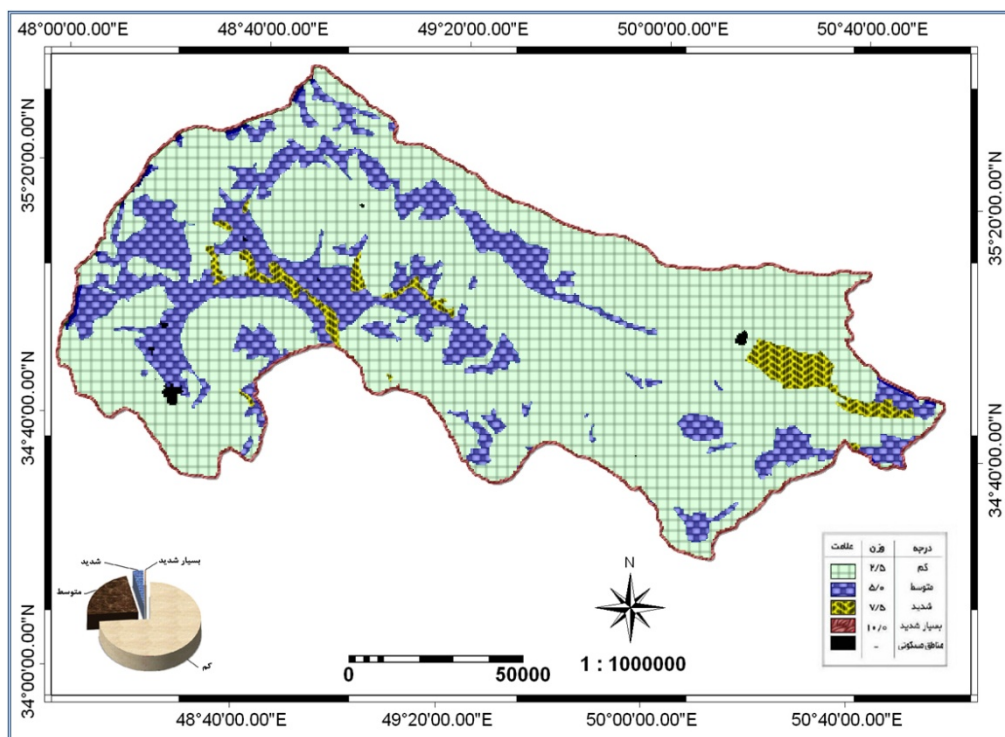 48°00'00.00"E 48°40'00.00"E 49°20'00.00"E 50°00'00.00"E 50°40'00.00"E
35°20'00.00"N
35°20'00.00"N
34°40'00.00"N
34°40'00.00"N
34°00'00.00"N
34°00'00.00"N
درجه وزن علامت
کم ۲/۵
متوسط ۵/۰
شدید ۷/۵
بسیار شدید ۱۰/۰
مناطق مسکونی -
بسیار شدید
شدید
متوسط
کم
N
0 50000
1 : 1000000
48°40'00.00"E 49°20'00.00"E 50°00'00.00"E 50°40'00.00"E